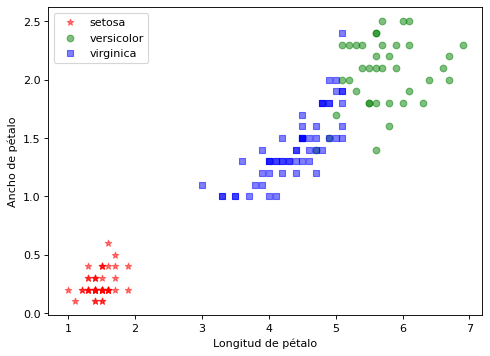 setosa
versicolor
virginica
2.5
2.0
1.5
1.0
0.5
0.0
Ancho de pétalo
1 2 3 4 5 6 7
Longitud de pétalo